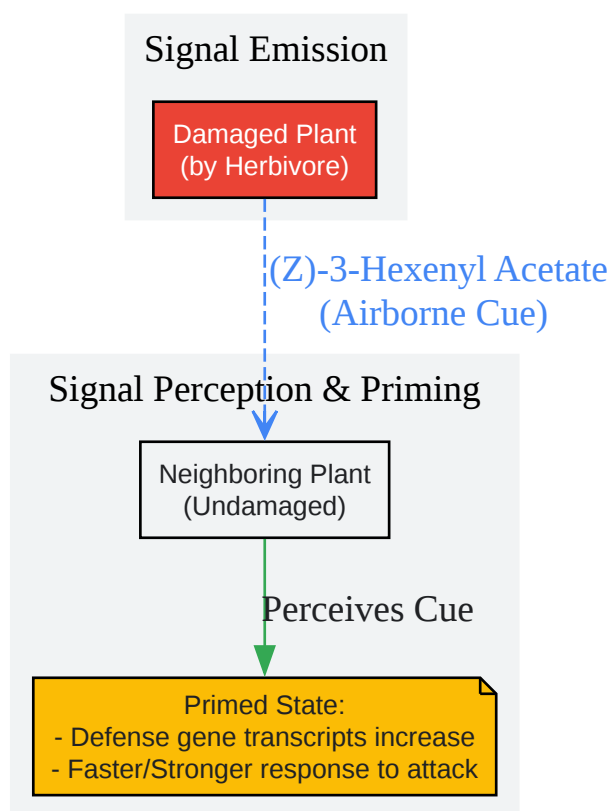 Signal Emission
Damaged Plant
(by Herbivore)
(Z)-3-Hexenyl Acetate
(Airborne Cue)
Signal Perception & Priming
Neighboring Plant
(Undamaged)
Perceives Cue
Primed State:
- Defense gene transcripts increase
- Faster/Stronger response to attack